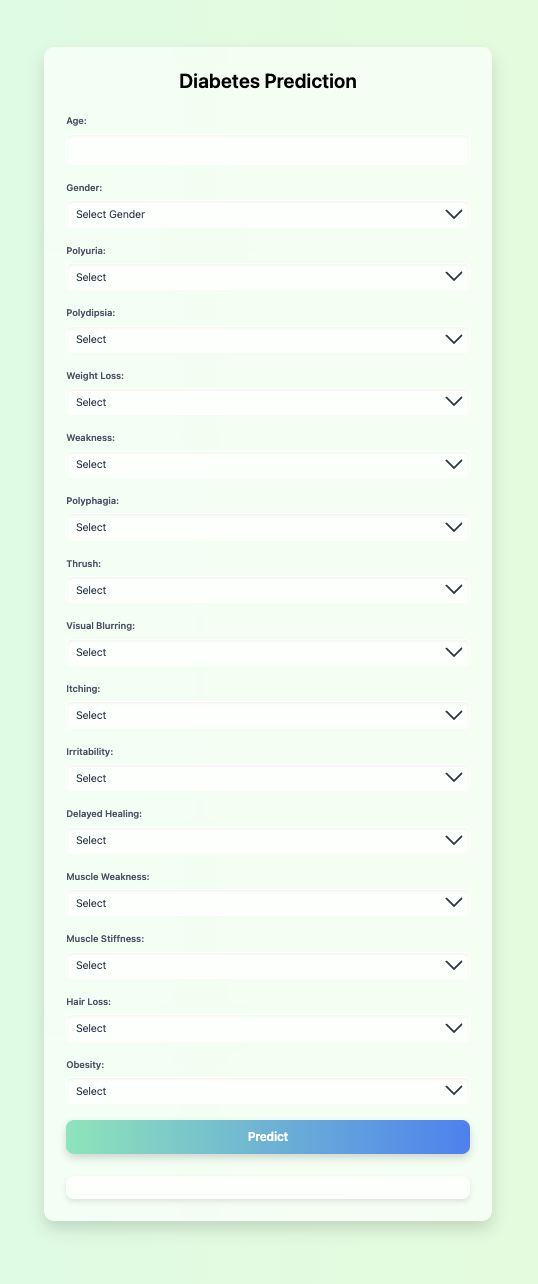 Diabetes Prediction
Age:
Gender:
Select Gender
Polyuria:
Select
Polydipsia:
Select
Weight Loss:
Select
Weakness:
Select
Polyphagia:
Select
Thrush:
Select
Visual Blurring:
Select
Itching:
Select
Irritability:
Select
Delayed Healing:
Select
Muscle Weakness:
Select
Muscle Stiffness:
Select
Hair Loss:
Select
Obesity:
Select
Predict